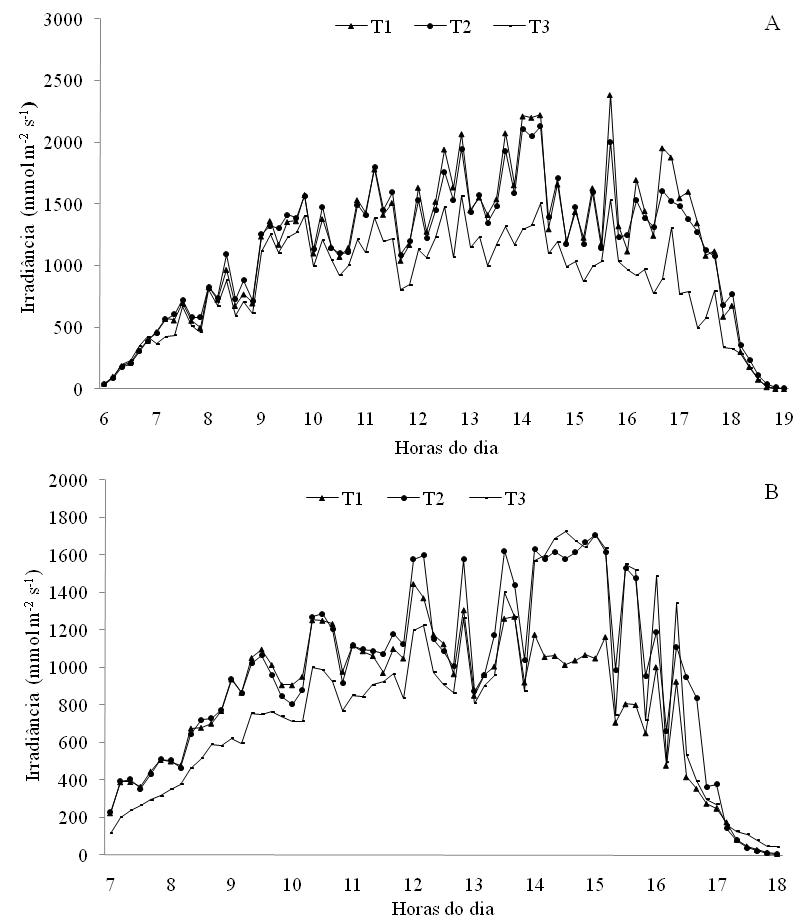 3000
A
T1 T2 T3
2500
2000
1500
1000
500
0
Irradiância (mmol m-2 s-1)
6 7 8 9 10 11 12 13 14 15 16 17 18 19
Horas do dia
2000
B
T1 T2 T3
1800
1600
1400
1200
1000
800
600
400
200
0
Irradiância (mmol m-2 s-1)
7 8 9 10 11 12 13 14 15 16 17 18
Horas do dia